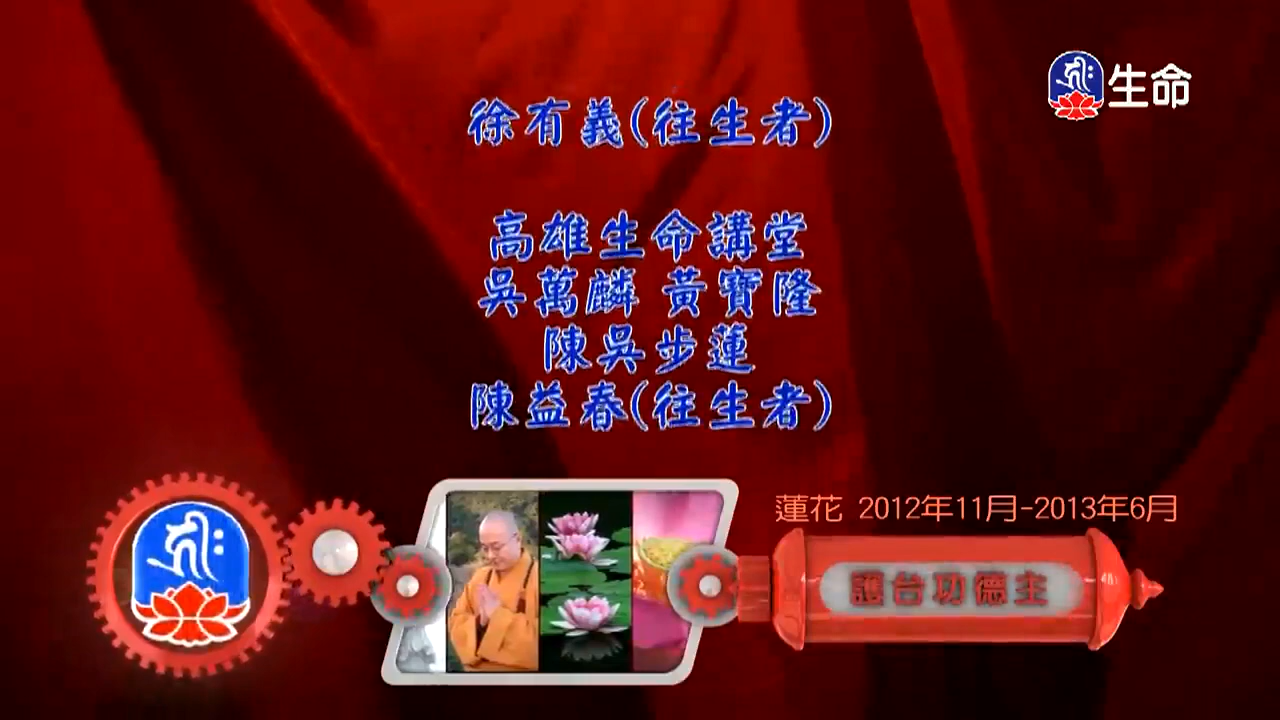 生命
徐有義(往生者)
高雄生命講堂
吳萬麟 黃寶隆
陳吳步蓮
陳益春(往生者)
蓮花 2012年11月-2013年6月
護台功德主